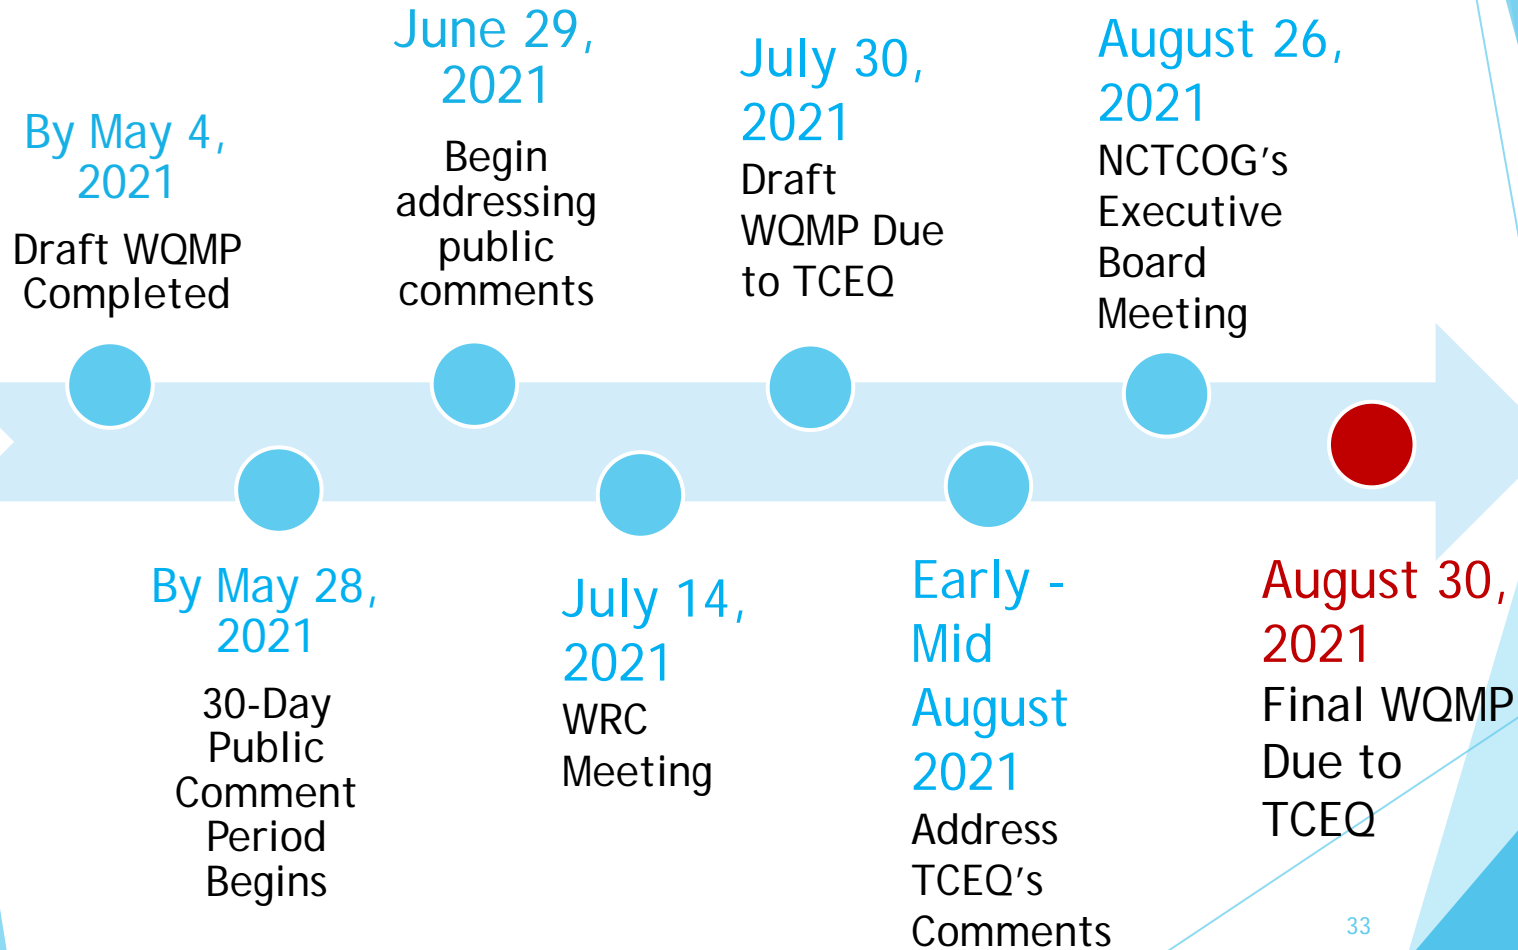 By May 4,
2021
Draft WQMP
Completed
By May 28,
2021
30-Day
Public
Comment
Period
Begins
June 29,
2021
Begin
addressing
public
comments
July 14,
2021
WRC
Meeting
July 30,
2021
Draft
WQMP Due
to TCEQ
Early -
Mid
August
2021
Address
TCEQ’s
Comments
August 26,
2021
NCTCOG’s
Executive
Board
Meeting
August 30,
2021
Final WQMP
Due to
TCEQ
33